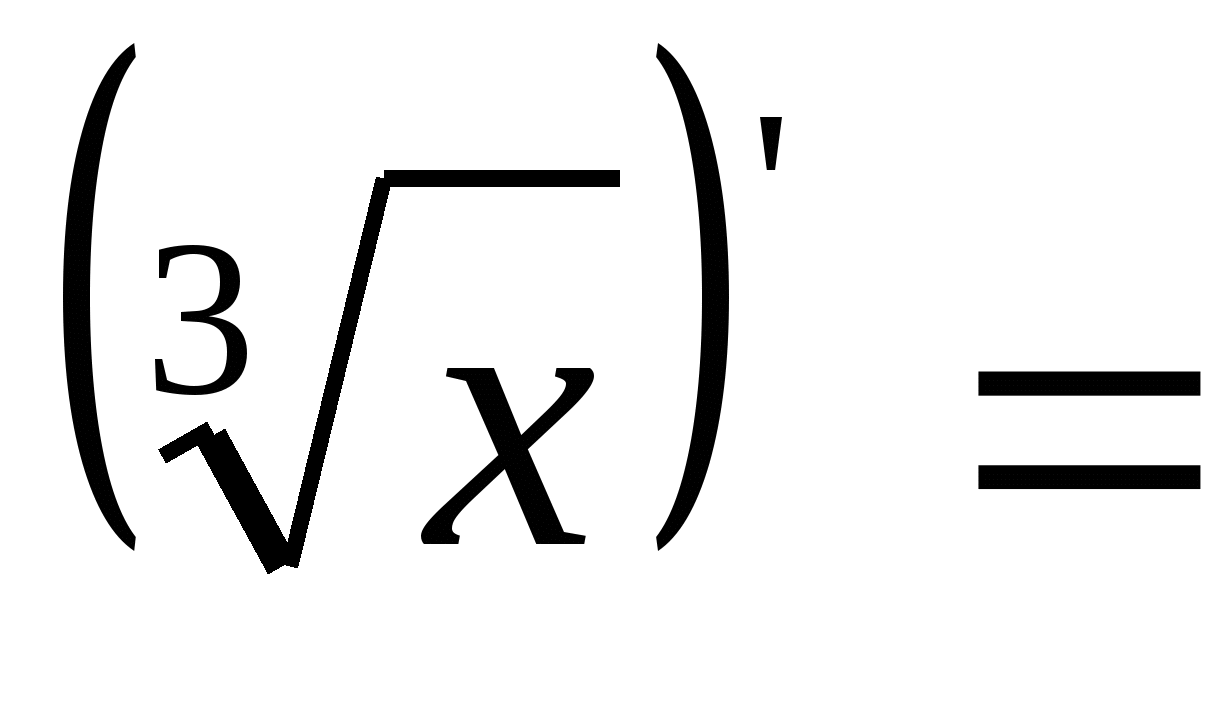 (∛x)' =